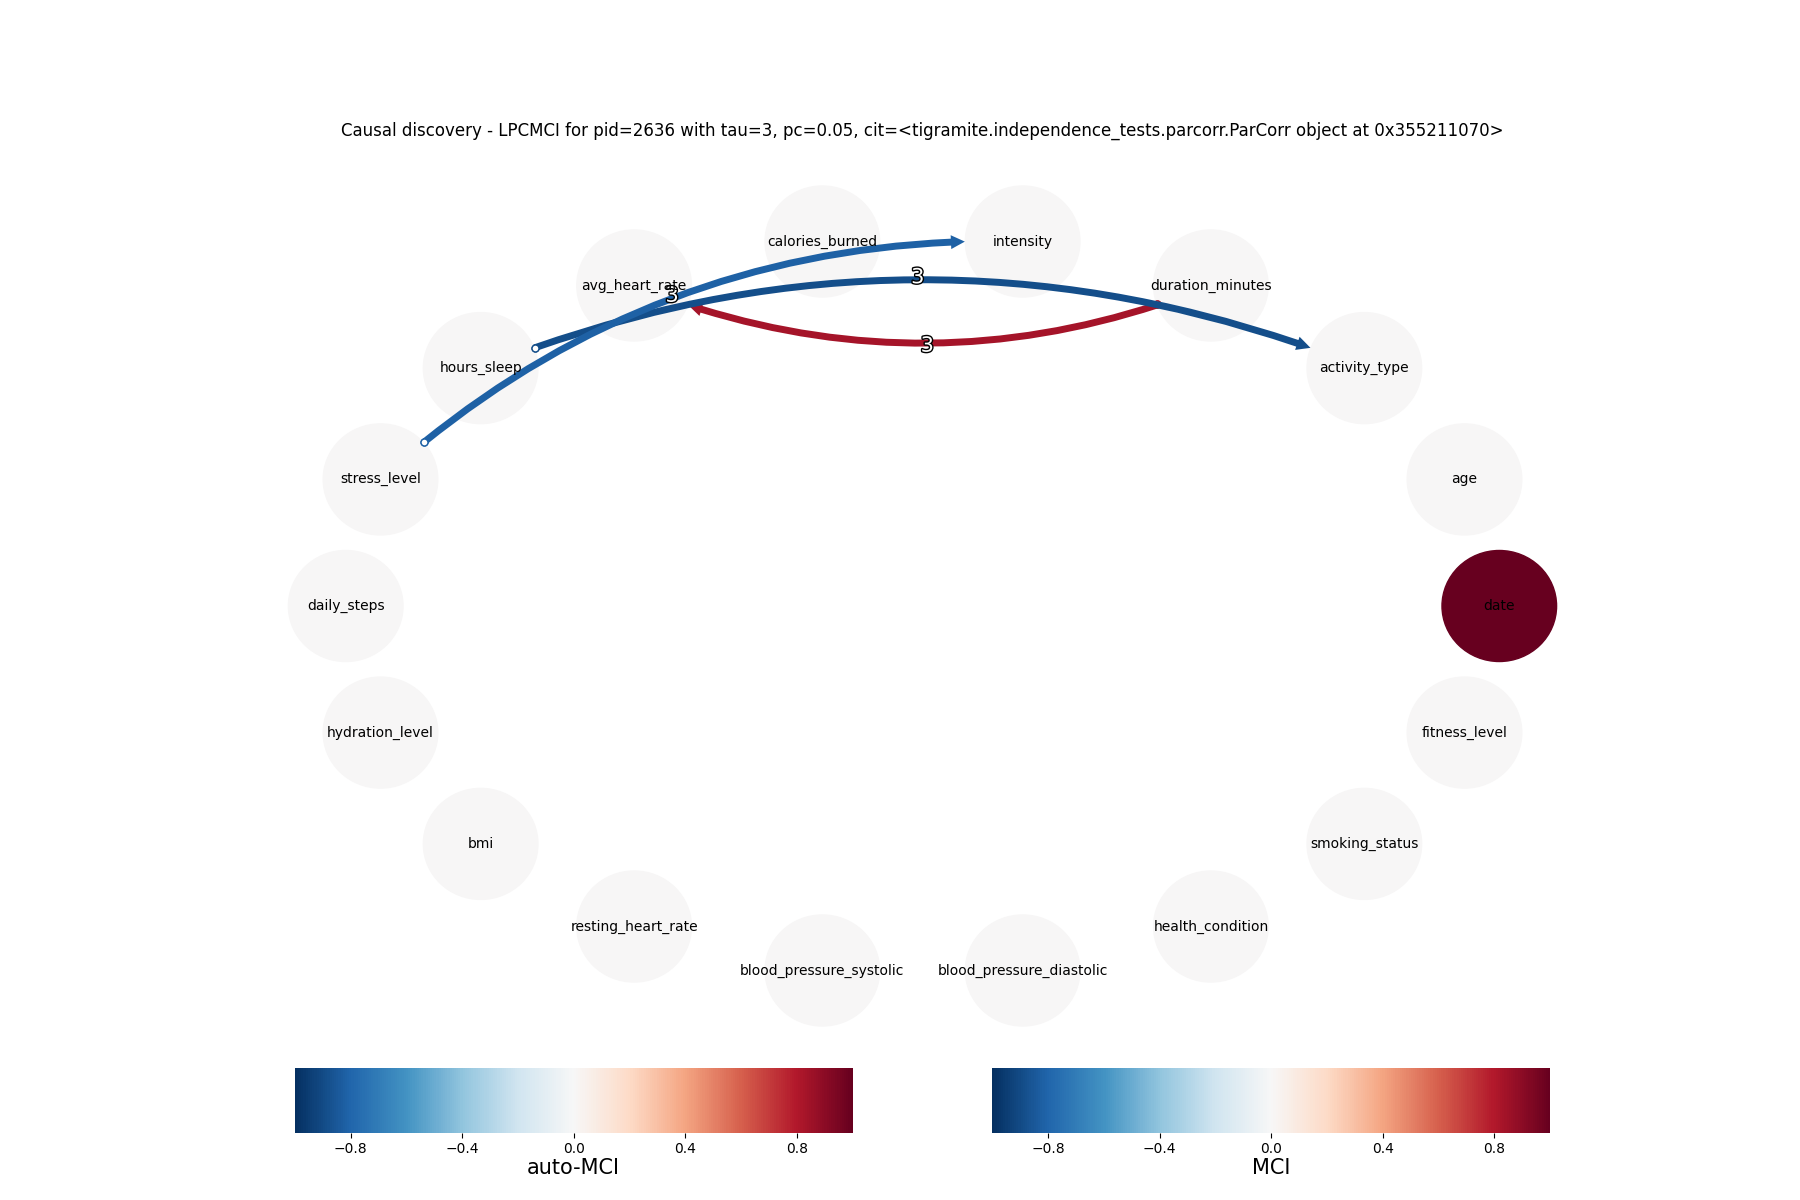 Causal discovery - LPCMCI for pid=2636 with tau=3, pc=0.05, cit=<tigramite.independence_tests.parcorr.ParCorr object at 0x355211070>
calories_burned
intensity
avg_heart_rate
duration_minutes
3
3
3
hours_sleep
activity_type
stress_level
age
daily_steps
date
hydration_level
fitness_level
bmi
smoking_status
resting_heart_rate
health_condition
blood_pressure_systolic
blood_pressure_diastolic
−0.8 −0.4 0.0 0.4 0.8
auto-MCI
−0.8 −0.4 0.0 0.4 0.8
MCI